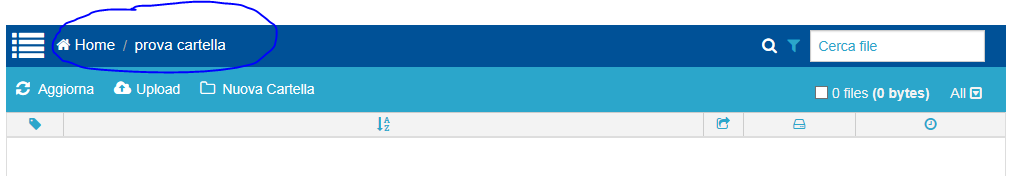 Home / prova cartella
Cerca file
Aggiorna Upload Nuova Cartella 0 files (0 bytes) All
A
Z